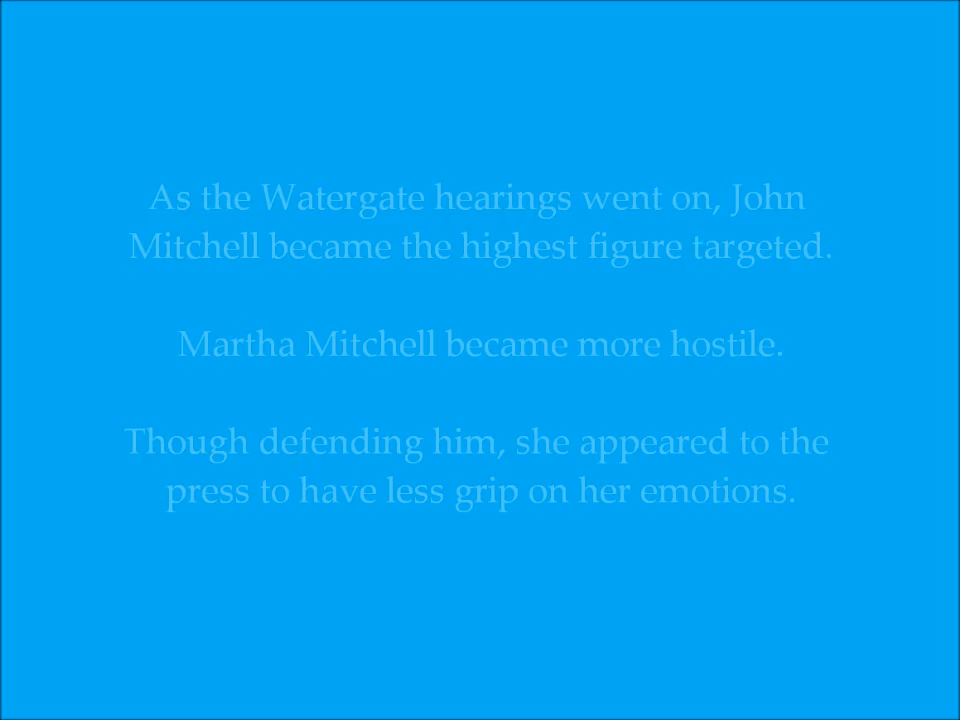 As the Watergate hearings went on, John
Mitchell became the highest figure targeted.
Martha Mitchell became more hostile.
Though defending him, she appeared to the
press to have less grip on her emotions.